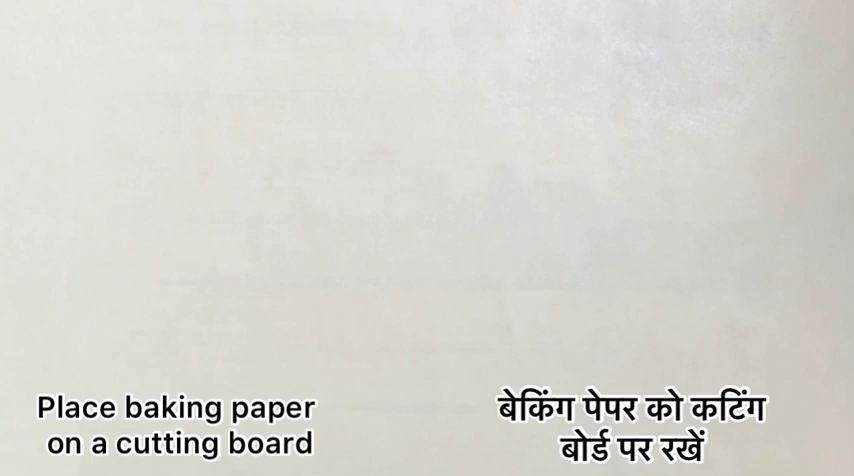 Place baking paper
on a cutting board
बेकिंग पेपर को कटिंग
बोर्ड पर रखें